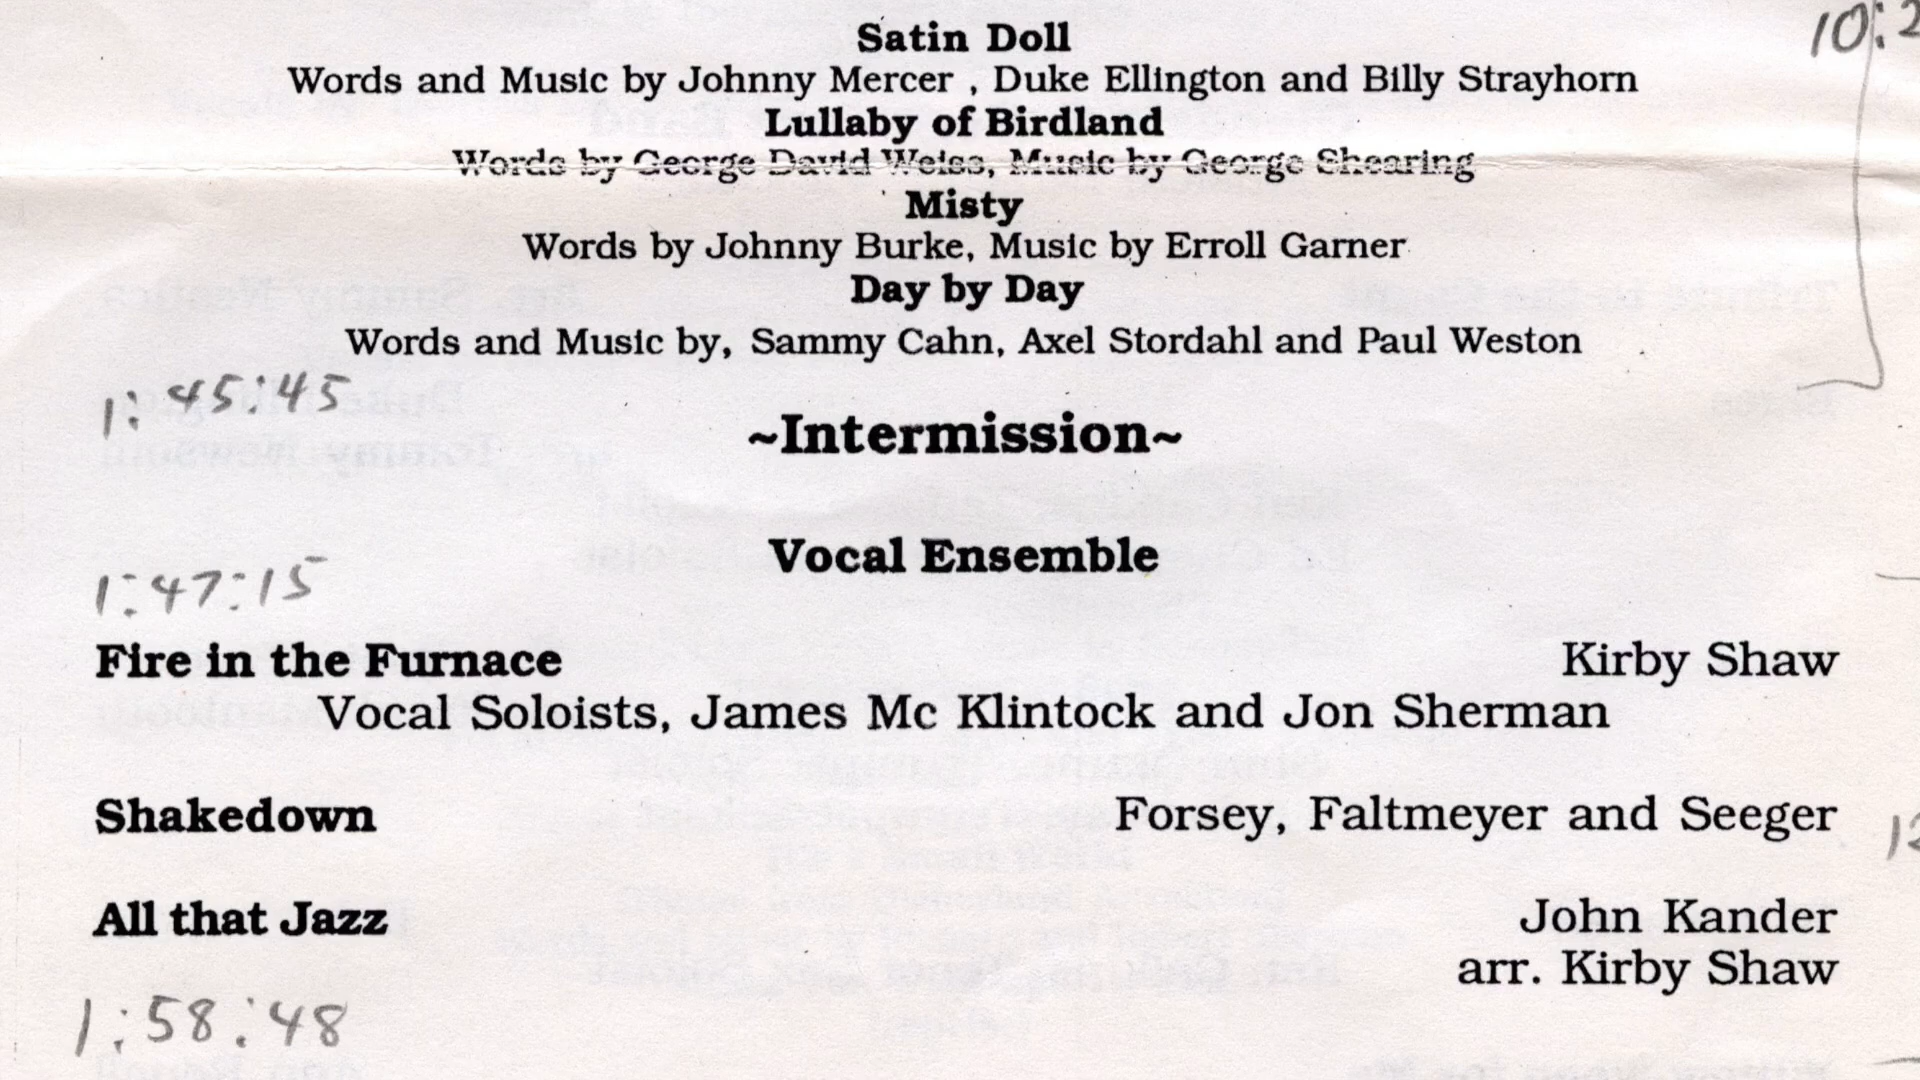 Satin Doll
Words and Music by Johnny Mercer , Duke Ellington and Billy Strayhorn
Lullaby of Birdland
Words by George David Weiss, Music by George Shearing
Misty
Words by Johnny Burke, Music by Erroll Garner
Day by Day
Words and Music by, Sammy Cahn, Axel Stordahl and Paul Weston
1:45:45
~Intermission~
Vocal Ensemble
1:47:15
Fire in the Furnace Kirby Shaw
Vocal Soloists, James Mc Klintock and Jon Sherman
Shakedown Forsey, Faltmeyer and Seeger
All that Jazz John Kander
arr. Kirby Shaw
1:58:48